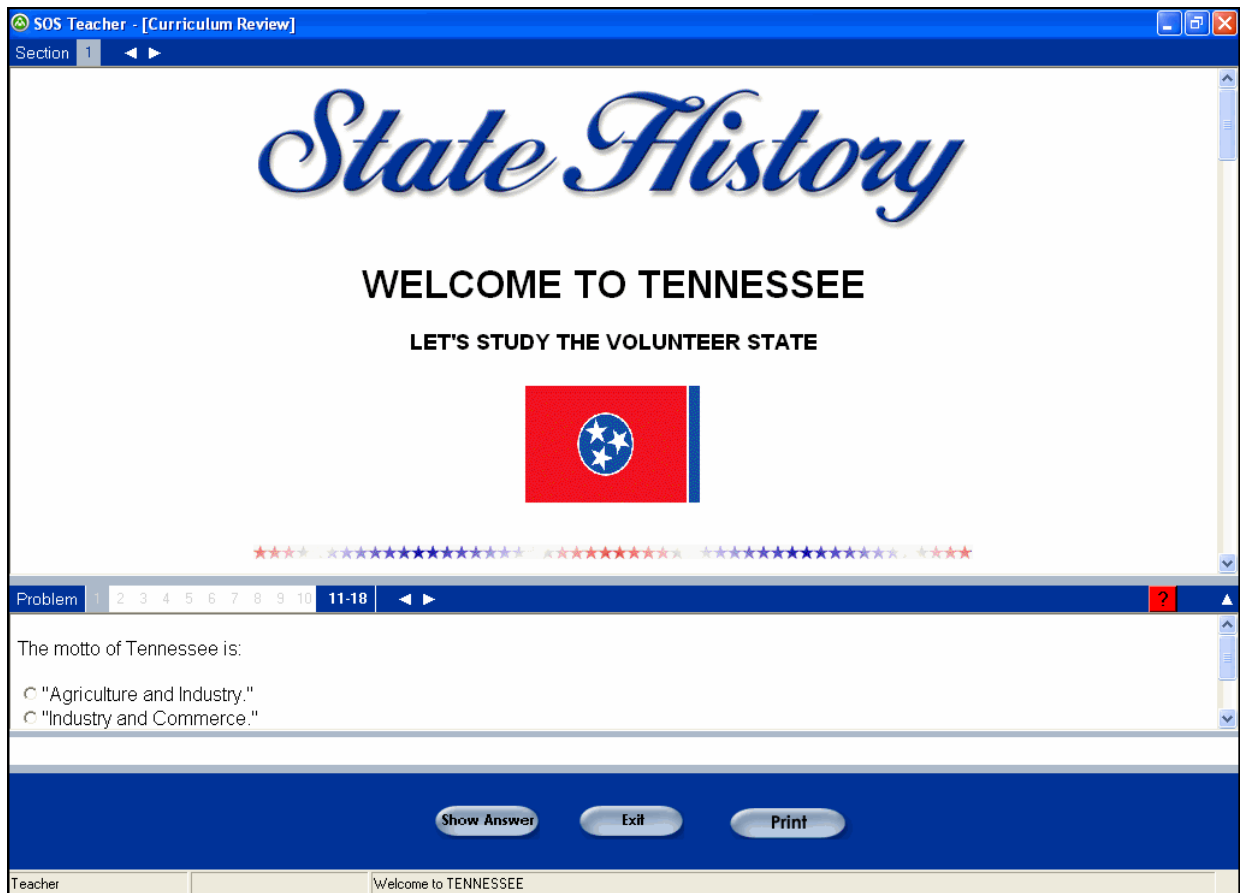 SOS Teacher - [Curriculum Review]
Section 1
State History
WELCOME TO TENNESSEE
LET'S STUDY THE VOLUNTEER STATE
Problem 1 2 3 4 5 6 7 8 9 10 11-18 ?
The motto of Tennessee is:
"Agriculture and Industry."
"Industry and Commerce."
Show Answer Exit Print
Teacher Welcome to TENNESSEE